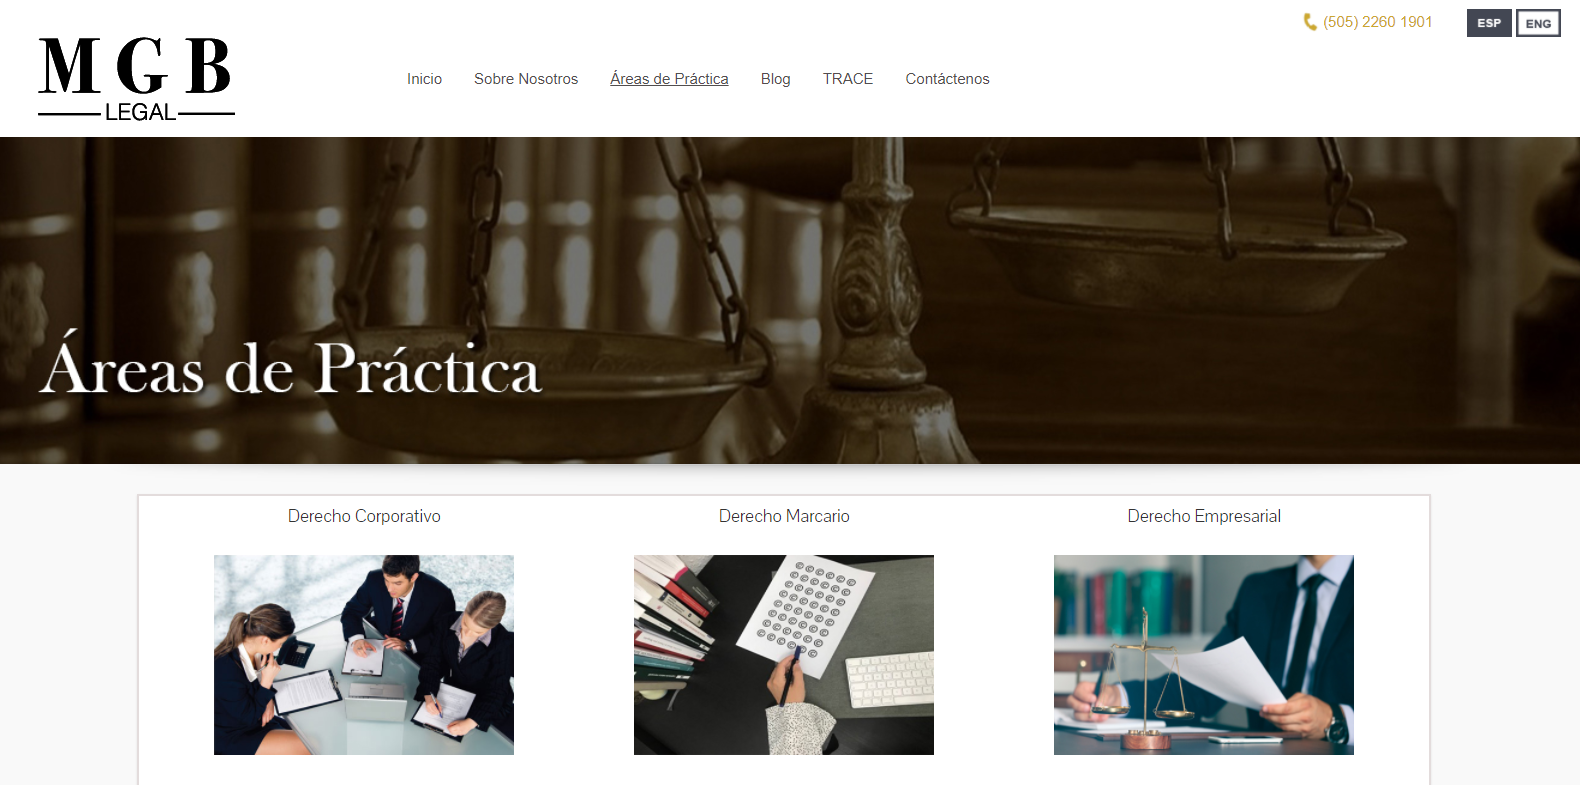 (505) 2260 1901
ESP
ENG
M G B
LEGAL
Inicio
Sobre Nosotros
Áreas de Práctica
Blog
TRACE
Contáctenos
Áreas de Práctica
Derecho Corporativo
Derecho Marcario
Derecho Empresarial